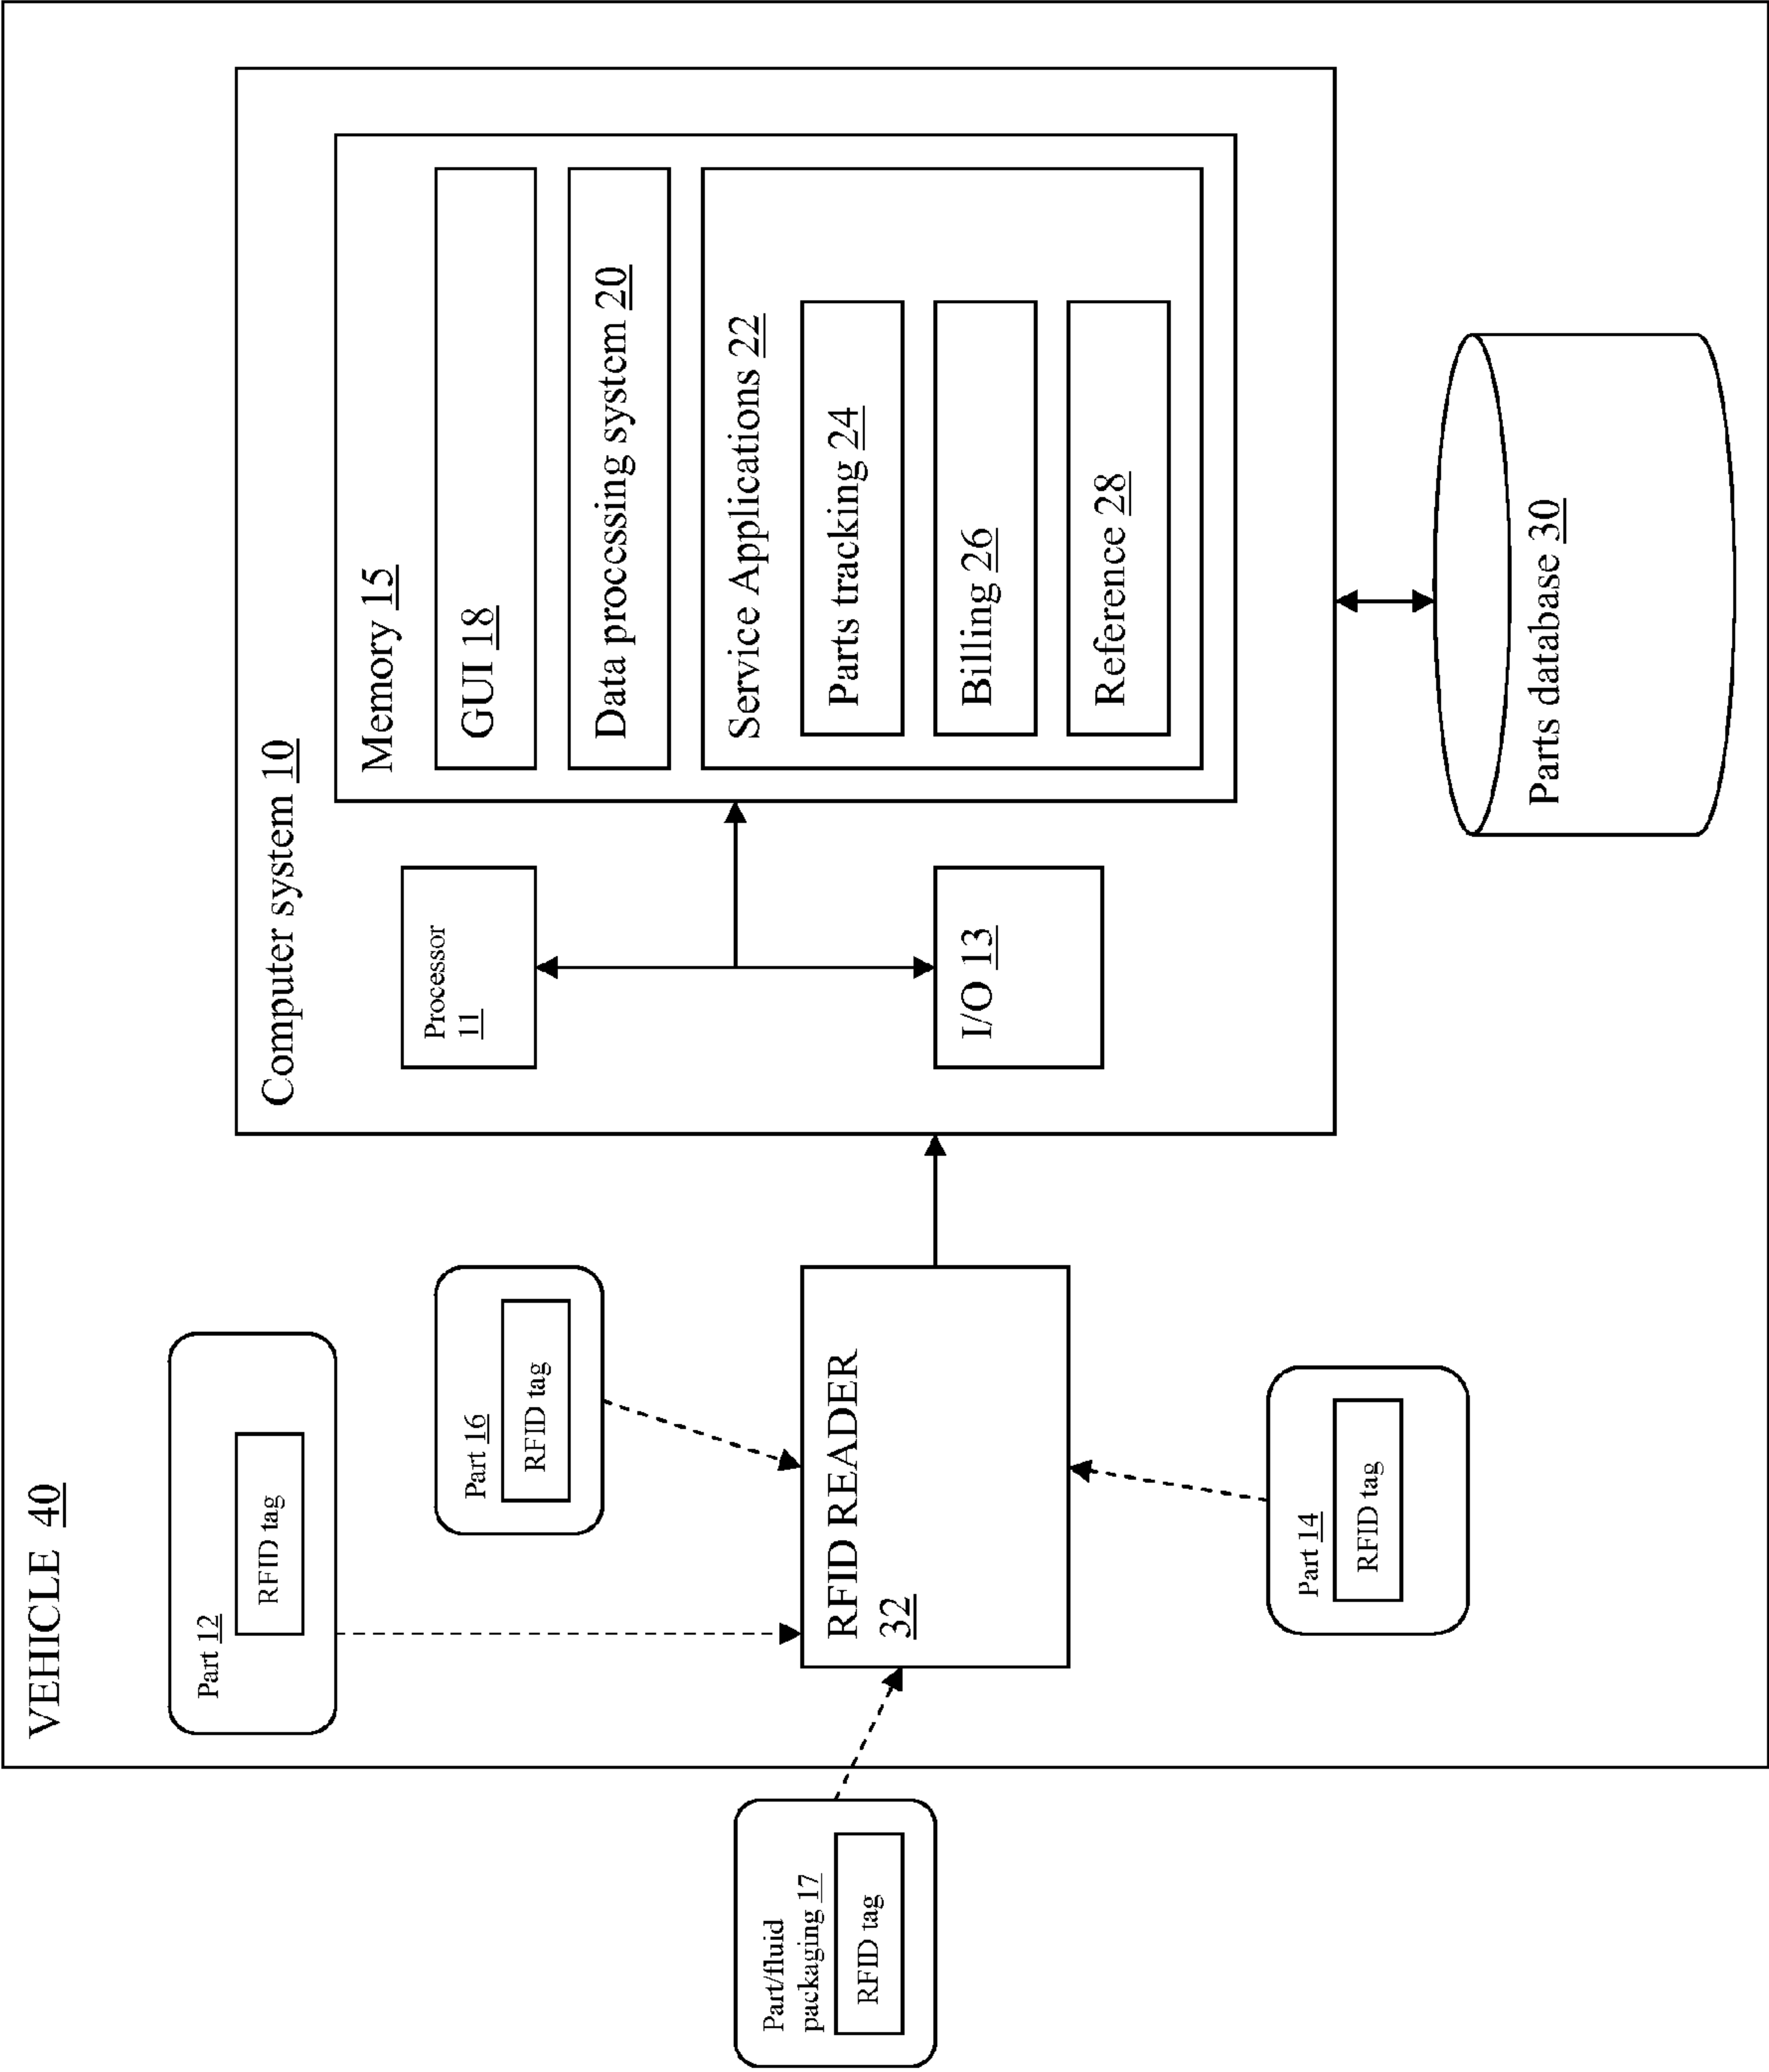 VEHICLE 40
Part 12
RFID tag
Part 16
RFID tag
Part/fluid
packaging 17
RFID tag
RFID READER
32
Part 14
RFID tag
Computer system 10
Processor
11
I/O 13
Memory 15
GUI 18
Data processing system 20
Service Applications 22
Parts tracking 24
Billing 26
Reference 28
Parts database 30